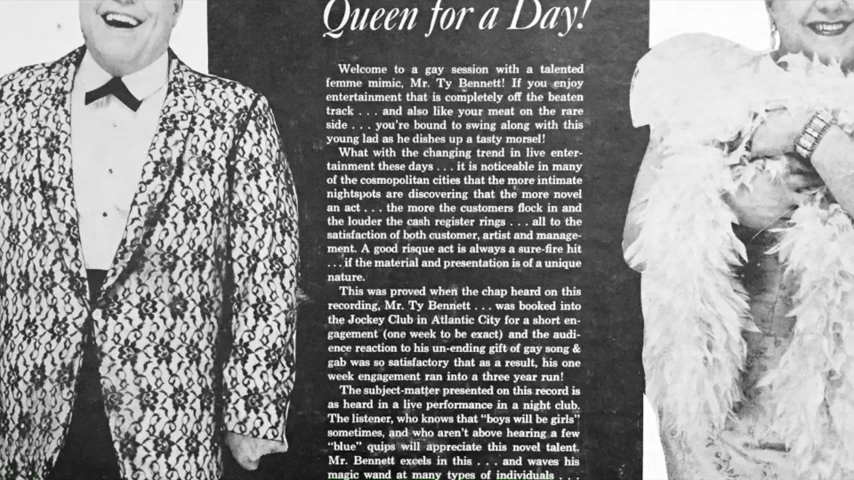 Queen for a Day!
Welcome to a gay session with a talented
femme mimic, Mr. Ty Bennett! If you enjoy
entertainment that is completely off the beaten
track . . . and also like your meat on the rare
side . . . you're bound to swing along with this
young lad as he dishes up a tasty morsel!
What with the changing trend in live enter-
tainment these days . . . it is noticeable in many
of the cosmopolitan cities that the more intimate
nightspots are discovering that the more novel
an act . . . the more the customers flock in and
the louder the cash register rings . . . all to the
satisfaction of both customer, artist and manage-
ment. A good risque act is always a sure-fire hit
. . . if the material and presentation is of a unique
nature.
This was proved when the chap heard on this
recording, Mr. Ty Bennett . . . was booked into
the Jockey Club in Atlantic City for a short en-
gagement (one week to be exact) and the audi-
ence reaction to his un-ending gift of gay song &
gab was so satisfactory that as a result, his one
week engagement ran into a three year run!
The subject-matter presented on this record is
as heard in a live performance in a night club.
The listener, who knows that "boys will be girls"
sometimes, and who aren't above hearing a few
"blue" quips will appreciate this novel talent.
Mr. Bennett excels in this . . . and waves his
magic wand at many types of individuals . . .